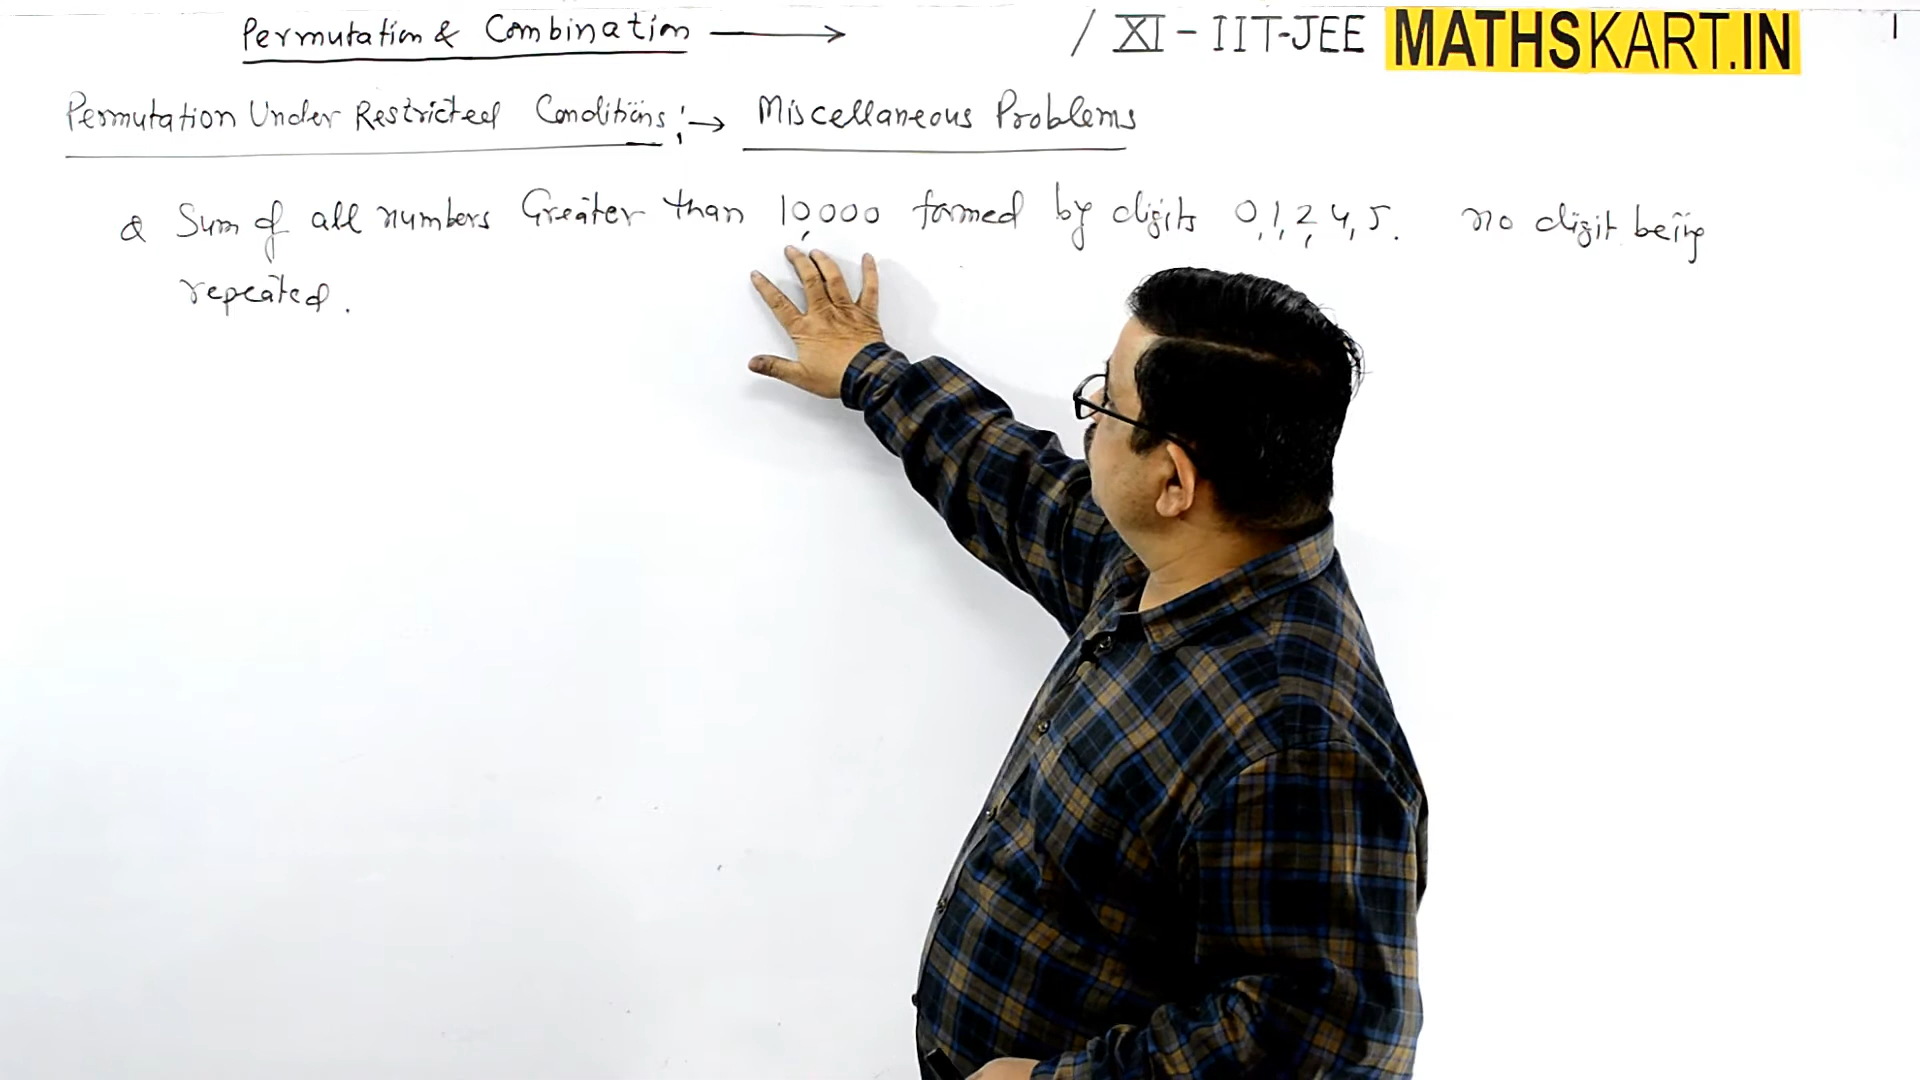 Permutation & Combination → / XI - IIT-JEE MATHSKART.IN 1
Permutation Under Restricted Conditions :→ Miscellaneous Problems
Q Sum of all numbers Greater than 10,000 formed by digits 0,1,2,4,5. no digit being
repeated.